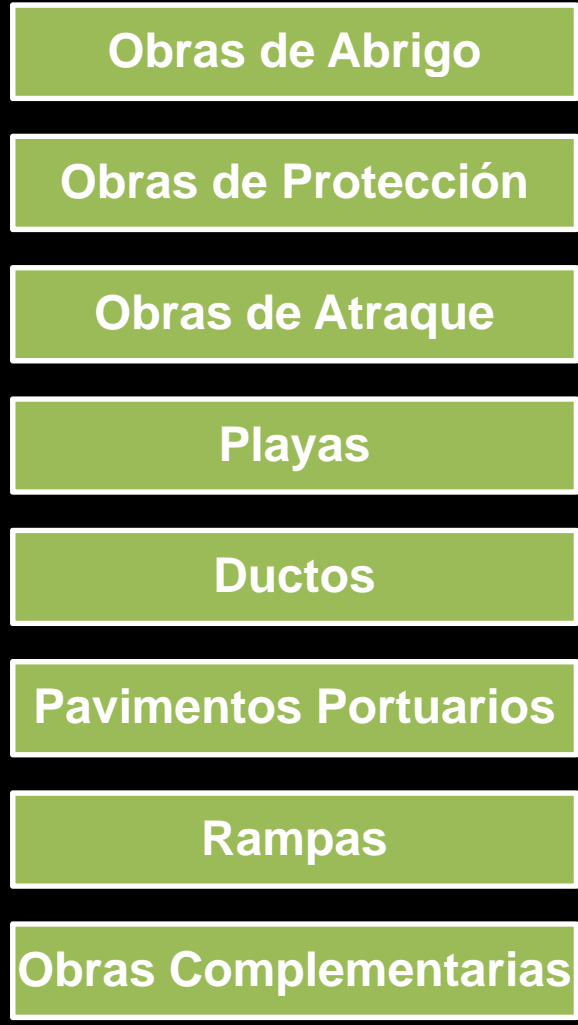 Obras de Abrigo
Obras de Protección
Obras de Atraque
Playas
Ductos
Pavimentos Portuarios
Rampas
Obras Complementarias